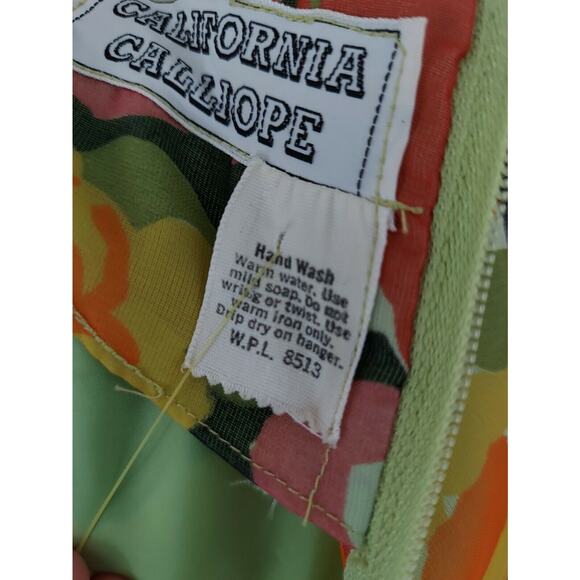 CALIFORNIA
CALLIOPE
Hand Wash
Warm water. Use
mild soap. Do not
wring or twist. Use
warm iron only.
Drip dry on hanger.
W.P.L. 8513